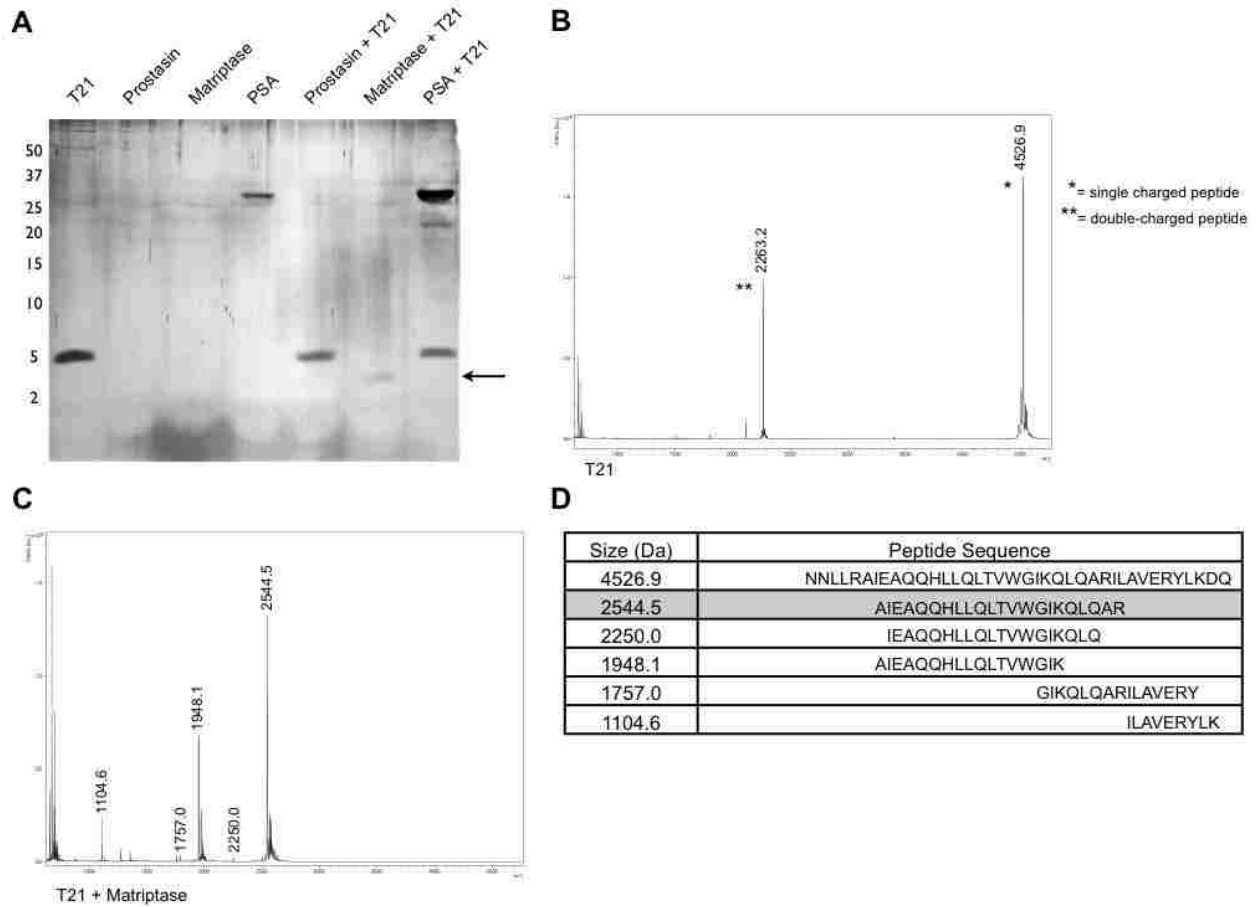 A
T21
Prostasin
Matriptase
PSA
Prostasin + T21
Matriptase + T21
PSA + T21
50
37
25
20
15
10
5
2
B
4526.9
*
2263.2
**
*= single charged peptide
**= double-charged peptide
T21
C
2544.5
1948.1
1104.6
1757.0
2250.0
T21 + Matriptase
D
Size (Da) Peptide Sequence
4526.9 NNLLRAIEAQQHLLQLTVWGIKQLQARILAVERYLKDQ
2544.5 AIEAQQHLLQLTVWGIKQLQAR
2250.0 IEAQQHLLQLTVWGIKQLQ
1948.1 AIEAQQHLLQLTVWGIK
1757.0 GIKQLQARILAVERY
1104.6 ILAVERYLK